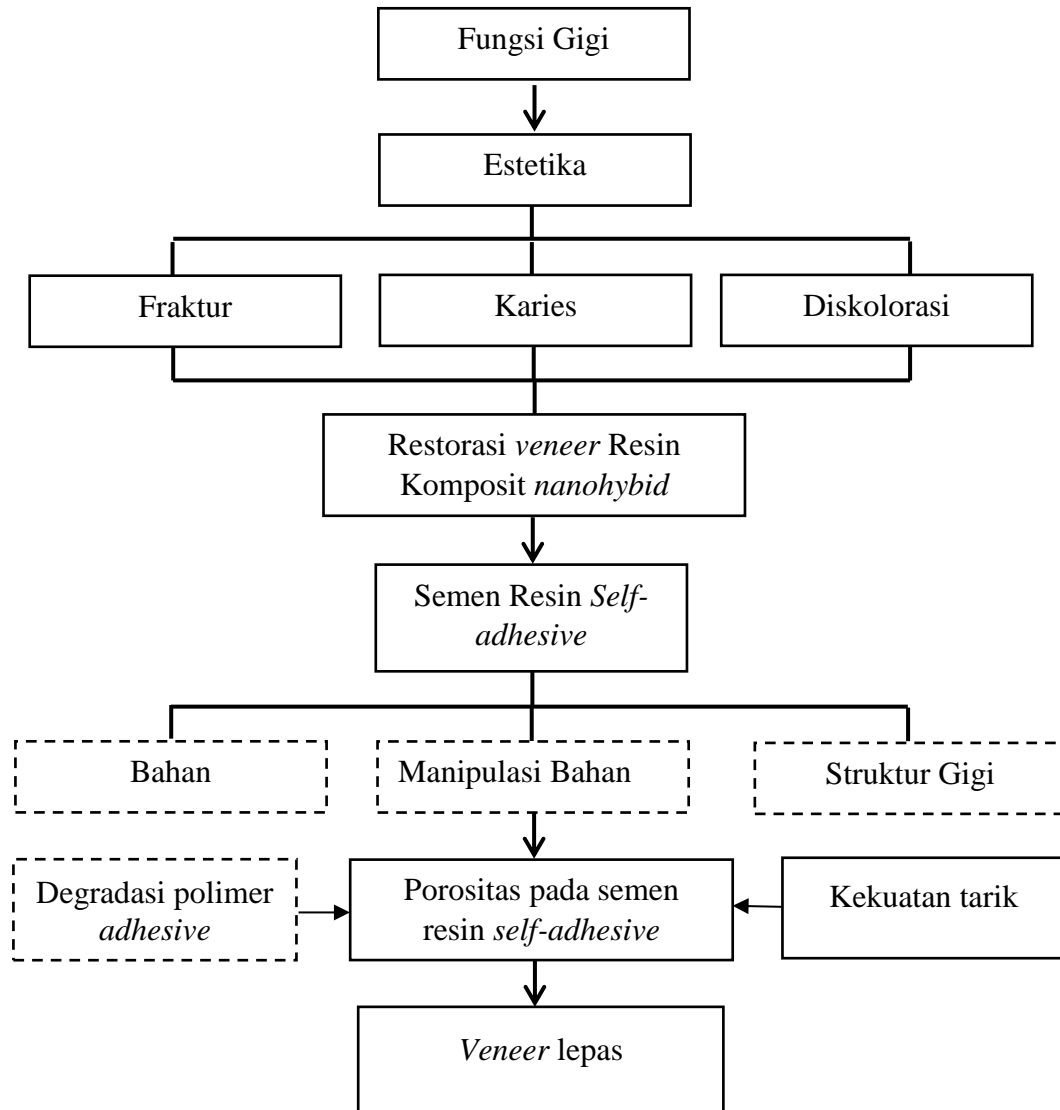 Fungsi Gigi
Estetika
Fraktur
Karies
Diskolorasi
Restorasi veneer Resin
Komposit nanohybid
Semen Resin Self-
adhesive
Bahan
Manipulasi Bahan
Struktur Gigi
Degradasi polimer
adhesive
Porositas pada semen
resin self-adhesive
Kekuatan tarik
Veneer lepas